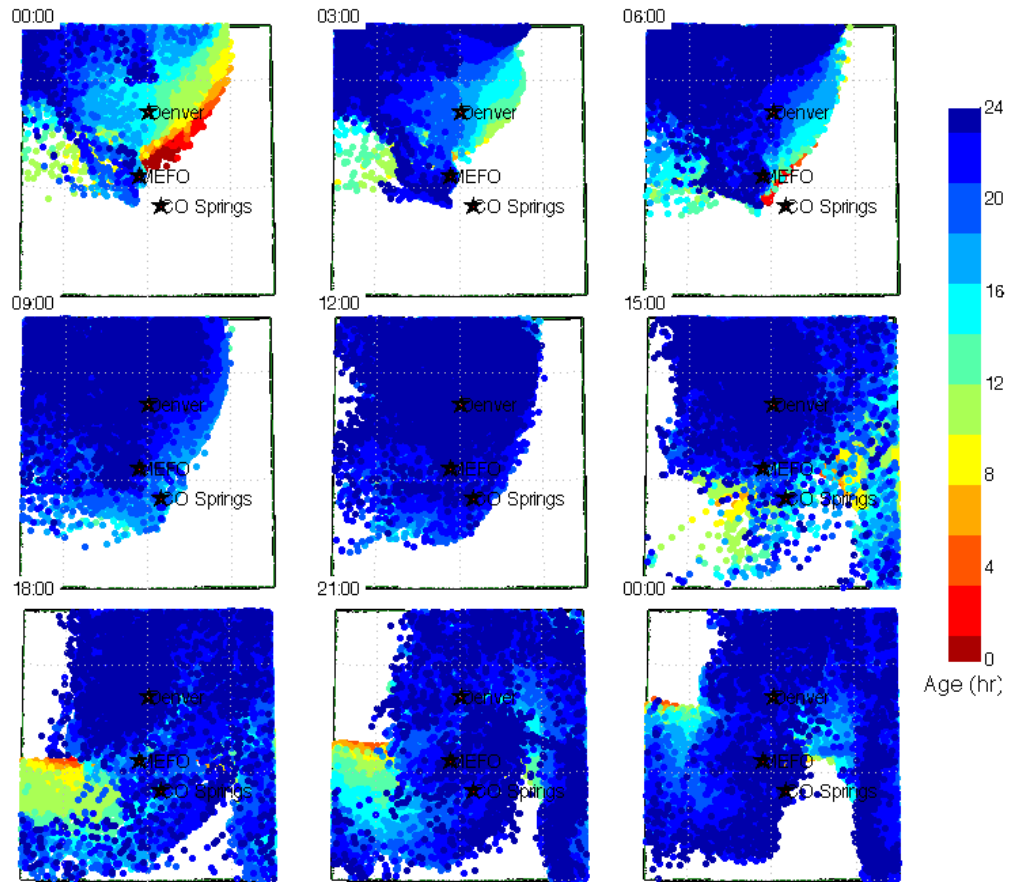 00:00
03:00
06:00
Denver
Denver
Denver
MEFO
MEFO
MEFO
CO Springs
CO Springs
CO Springs
09:00
12:00
15:00
Denver
Denver
Denver
MEFO
MEFO
MEFO
CO Springs
CO Springs
CO Springs
18:00
21:00
00:00
Denver
Denver
Denver
MEFO
MEFO
MEFO
CO Springs
CO Springs
CO Springs
24
20
16
12
8
4
0
Age (hr)